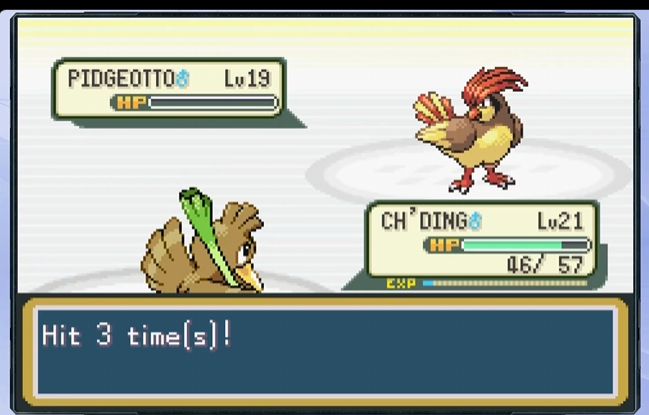 PIDGEOTTO♂ Lv19
HP
CH'DING♂ Lv21
HP
46/ 57
EXP
Hit 3 time(s)!